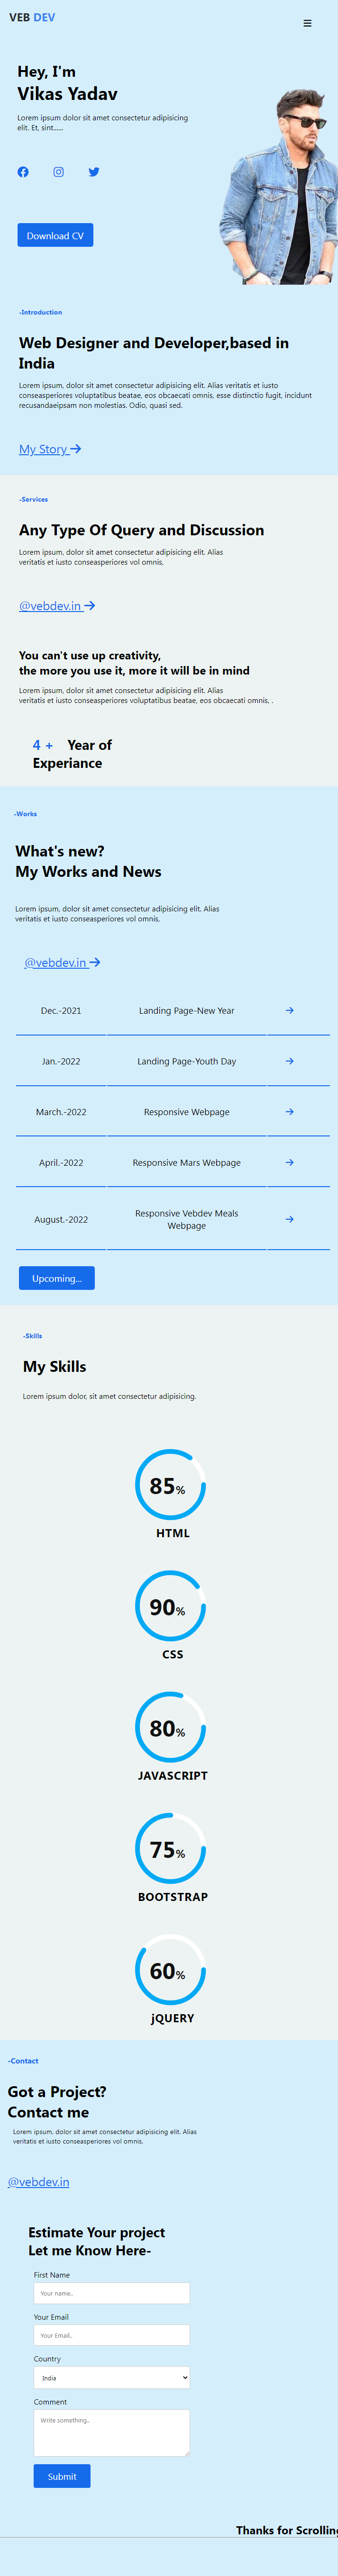 VEB DEV
Hey, I'm
Vikas Yadav
Lorem ipsum dolor sit amet consectetur adipisicing
elit. Et, sint......
Download CV
-Introduction
Web Designer and Developer,based in
India
Lorem ipsum, dolor sit amet consectetur adipisicing elit. Alias veritatis et iusto
conseasperiores voluptatibus beatae, eos obcaecati omnis, esse distinctio fugit, incidunt
recusandaeipsam non molestias. Odio, quasi sed.
My Story
-Services
Any Type Of Query and Discussion
Lorem ipsum, dolor sit amet consectetur adipisicing elit. Alias
veritatis et iusto conseasperiores vol omnis,
@vebdev.in
You can't use up creativity,
the more you use it, more it will be in mind
Lorem ipsum, dolor sit amet consectetur adipisicing elit. Alias
veritatis et iusto conseasperiores voluptatibus beatae, eos obcaecati omnis, .
4 + Year of
Experiance
-Works
What's new?
My Works and News
Lorem ipsum, dolor sit amet consectetur adipisicing elit. Alias
veritatis et iusto conseasperiores vol omnis,
@vebdev.in
Dec.-2021 Landing Page-New Year
Jan.-2022 Landing Page-Youth Day
March.-2022 Responsive Webpage
April.-2022 Responsive Mars Webpage
August.-2022 Responsive Vebdev Meals
Webpage
Upcoming...
-Skills
My Skills
Lorem ipsum dolor, sit amet consectetur adipisicing.
85%
HTML
90%
CSS
80%
JAVASCRIPT
75%
BOOTSTRAP
60%
jQUERY
-Contact
Got a Project?
Contact me
Lorem ipsum, dolor sit amet consectetur adipisicing elit. Alias
veritatis et iusto conseasperiores vol omnis.
@vebdev.in
Estimate Your project
Let me Know Here-
First Name
Your name..
Your Email
Your Email..
Country
India
Comment
Write something..
Submit
Thanks for Scrolling